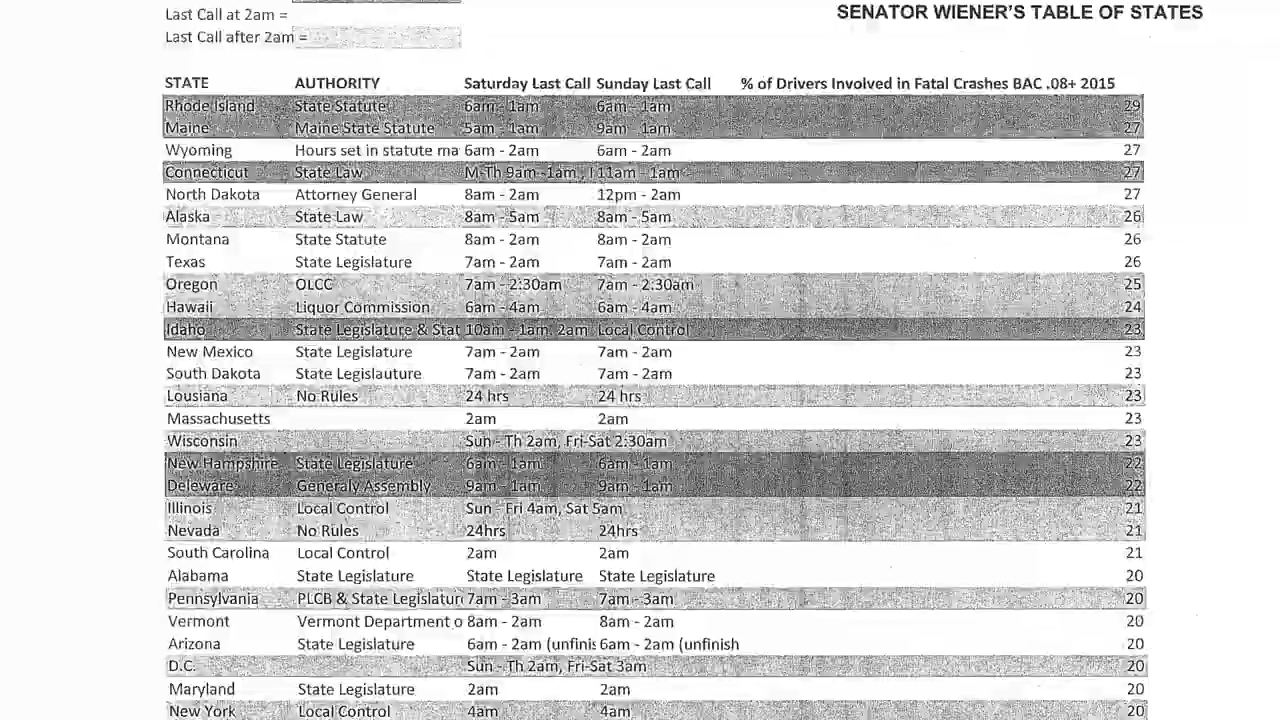 Last Call at 2am =
SENATOR WIENER'S TABLE OF STATES
Last Call after 2am =
STATE AUTHORITY Saturday Last Call Sunday Last Call % of Drivers Involved in Fatal Crashes BAC .08+ 2015
Rhode Island State Statute 6am - 1am 6am - 1am 29
Maine Maine State Statute 5am - 1am 9am - 1am 27
Wyoming Hours set in statute ma 6am - 2am 6am - 2am 27
Connecticut State Law M-Th 9am -1am, 11am - 1am 27
North Dakota Attorney General 8am - 2am 12pm - 2am 27
Alaska State Law 8am - 5am 8am - 5am 26
Montana State Statute 8am - 2am 8am - 2am 26
Texas State Legislature 7am - 2am 7am - 2am 26
Oregon OLCC 7am - 2:30am 7am - 2:30am 25
Hawaii Liquor Commission 6am - 4am 6am - 4am 24
Idaho State Legislature & Stat 10am - 1am, 2am Local Control 23
New Mexico State Legislature 7am - 2am 7am - 2am 23
South Dakota State Legislauture 7am - 2am 7am - 2am 23
Lousiana No Rules 24 hrs 24 hrs 23
Massachusetts 2am 2am 23
Wisconsin Sun - Th 2am, Fri-Sat 2:30am 23
New Hampshire State Legislature 6am - 1am 6am - 1am 22
Deleware Generaly Assembly 9am - 1am 9am - 1am 22
Illinois Local Control Sun - Fri 4am, Sat 5am 21
Nevada No Rules 24hrs 24hrs 21
South Carolina Local Control 2am 2am 21
Alabama State Legislature State Legislature State Legislature 20
Pennsylvania PLCB & State Legislatur 7am - 3am 7am - 3am 20
Vermont Vermont Department o 8am - 2am 8am - 2am 20
Arizona State Legislature 6am - 2am (unfinis 6am - 2am (unfinish 20
D.C. Sun - Th 2am, Fri-Sat 3am 20
Maryland State Legislature 2am 2am 20
New York Local Control 4am 4am 20